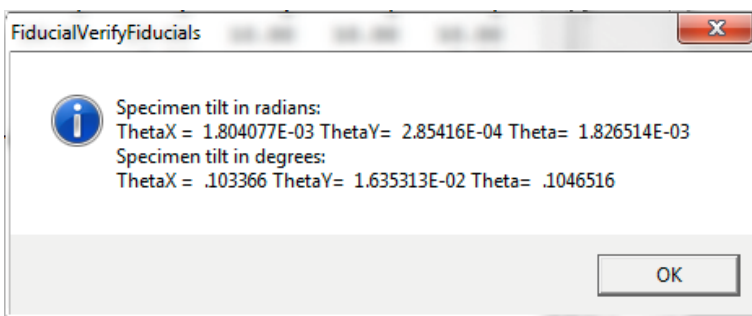 FiducialVerifyFiducials
Specimen tilt in radians:
ThetaX =  1.804077E-03 ThetaY=  2.85416E-04 Theta=  1.826514E-03
Specimen tilt in degrees:
ThetaX =  .103366 ThetaY=  1.635313E-02 Theta=  .1046516
OK